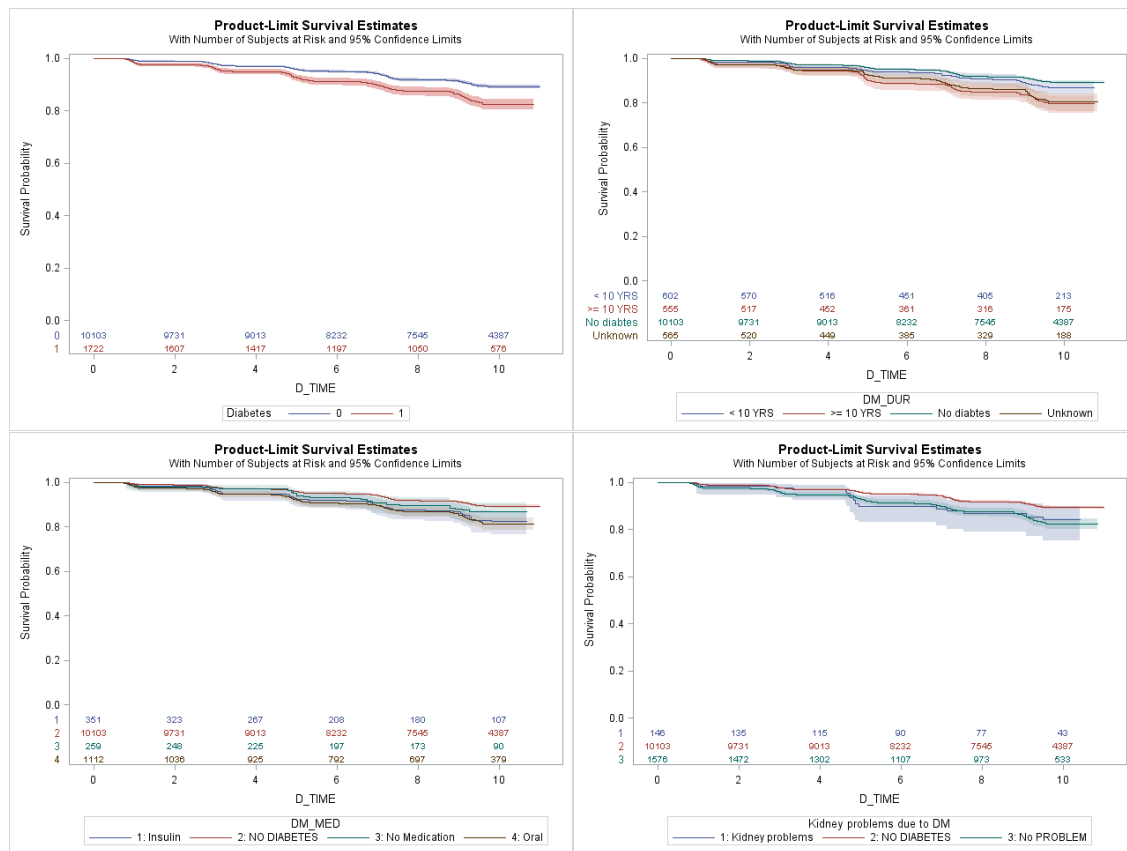 Product-Limit Survival Estimates
With Number of Subjects at Risk and 95% Confidence Limits
1.0
0.8
0.6
0.4
0.2
0.0
Survival Probability
0 10103 9731 9013 8232 7545 4387
1 1722 1607 1417 1197 1050 576
0 2 4 6 8 10
D_TIME
Diabetes 0 1
Product-Limit Survival Estimates
With Number of Subjects at Risk and 95% Confidence Limits
1.0
0.8
0.6
0.4
0.2
0.0
Survival Probability
< 10 YRS 602 570 516 451 405 213
>= 10 YRS 555 517 452 361 316 175
No diabtes 10103 9731 9013 8232 7545 4387
Unknown 565 520 449 385 329 188
0 2 4 6 8 10
D_TIME
DM_DUR
< 10 YRS >= 10 YRS No diabtes Unknown
Product-Limit Survival Estimates
With Number of Subjects at Risk and 95% Confidence Limits
1.0
0.8
0.6
0.4
0.2
0.0
Survival Probability
1 351 323 267 208 180 107
2 10103 9731 9013 8232 7545 4387
3 259 248 225 197 173 90
4 1112 1036 925 792 697 379
0 2 4 6 8 10
D_TIME
DM_MED
1: Insulin 2: NO DIABETES 3: No Medication 4: Oral
Product-Limit Survival Estimates
With Number of Subjects at Risk and 95% Confidence Limits
1.0
0.8
0.6
0.4
0.2
0.0
Survival Probability
1 146 135 115 90 77 43
2 10103 9731 9013 8232 7545 4387
3 1576 1472 1302 1107 973 533
0 2 4 6 8 10
D_TIME
Kidney problems due to DM
1: Kidney problems 2: NO DIABETES 3: No PROBLEM